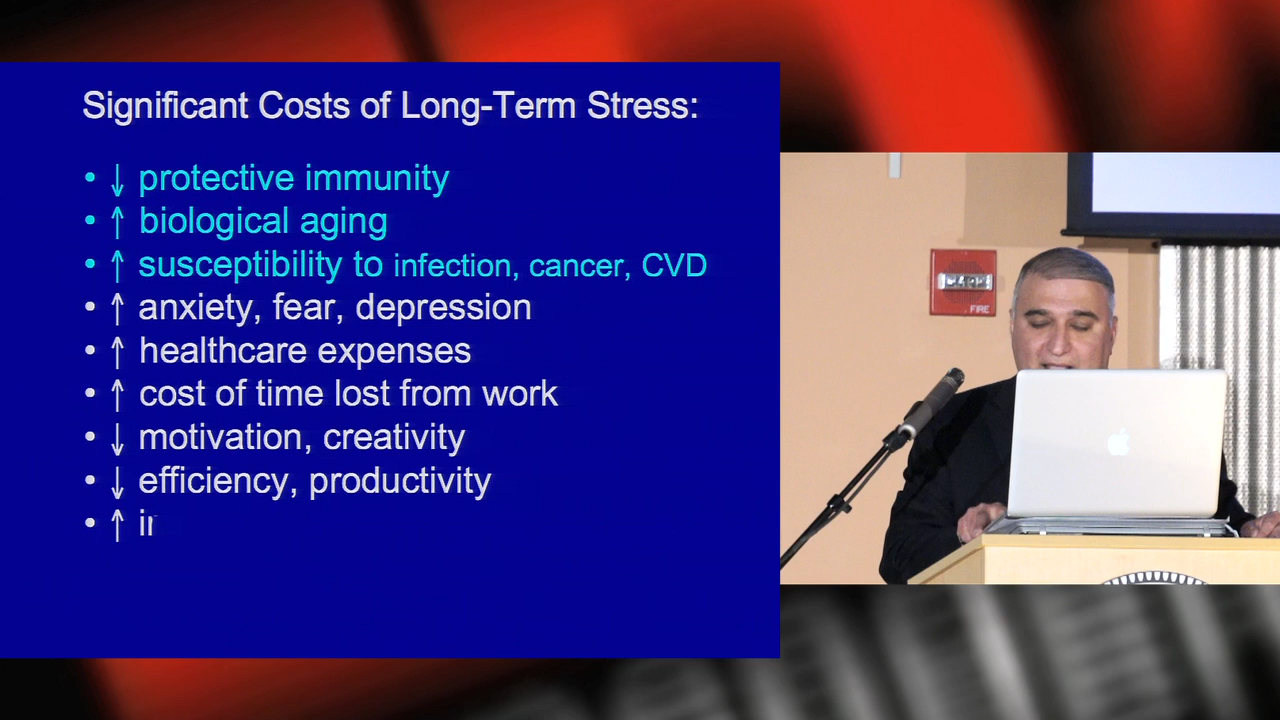 Significant Costs of Long-Term Stress:
• ↓ protective immunity
• ↑ biological aging
• ↑ susceptibility to infection, cancer, CVD
• ↑ anxiety, fear, depression
• ↑ healthcare expenses
• ↑ cost of time lost from work
• ↓ motivation, creativity
• ↓ efficiency, productivity
• ↑
FIRE